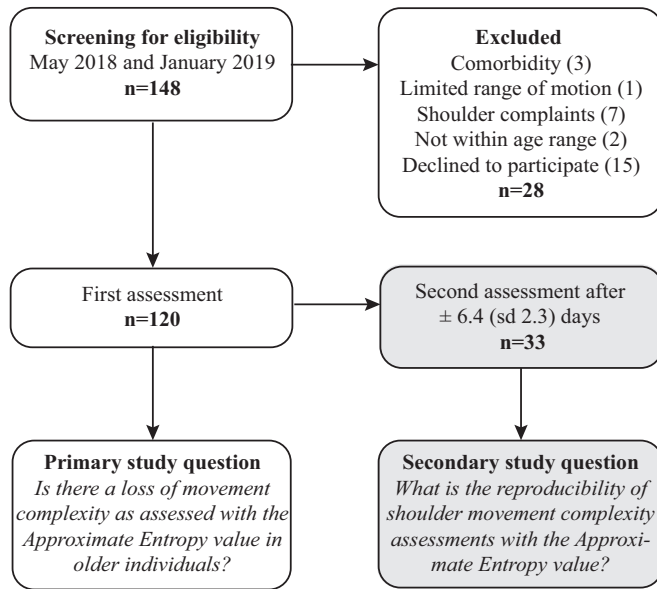 Screening for eligibility
May 2018 and January 2019
n=148
Excluded
Comorbidity (3)
Limited range of motion (1)
Shoulder complaints (7)
Not within age range (2)
Declined to participate (15)
n=28
First assessment
n=120
Second assessment after
± 6.4 (sd 2.3) days
n=33
Primary study question
Is there a loss of movement
complexity as assessed with the
Approximate Entropy value in
older individuals?
Secondary study question
What is the reproducibility of
shoulder movement complexity
assessments with the Approxi-
mate Entropy value?